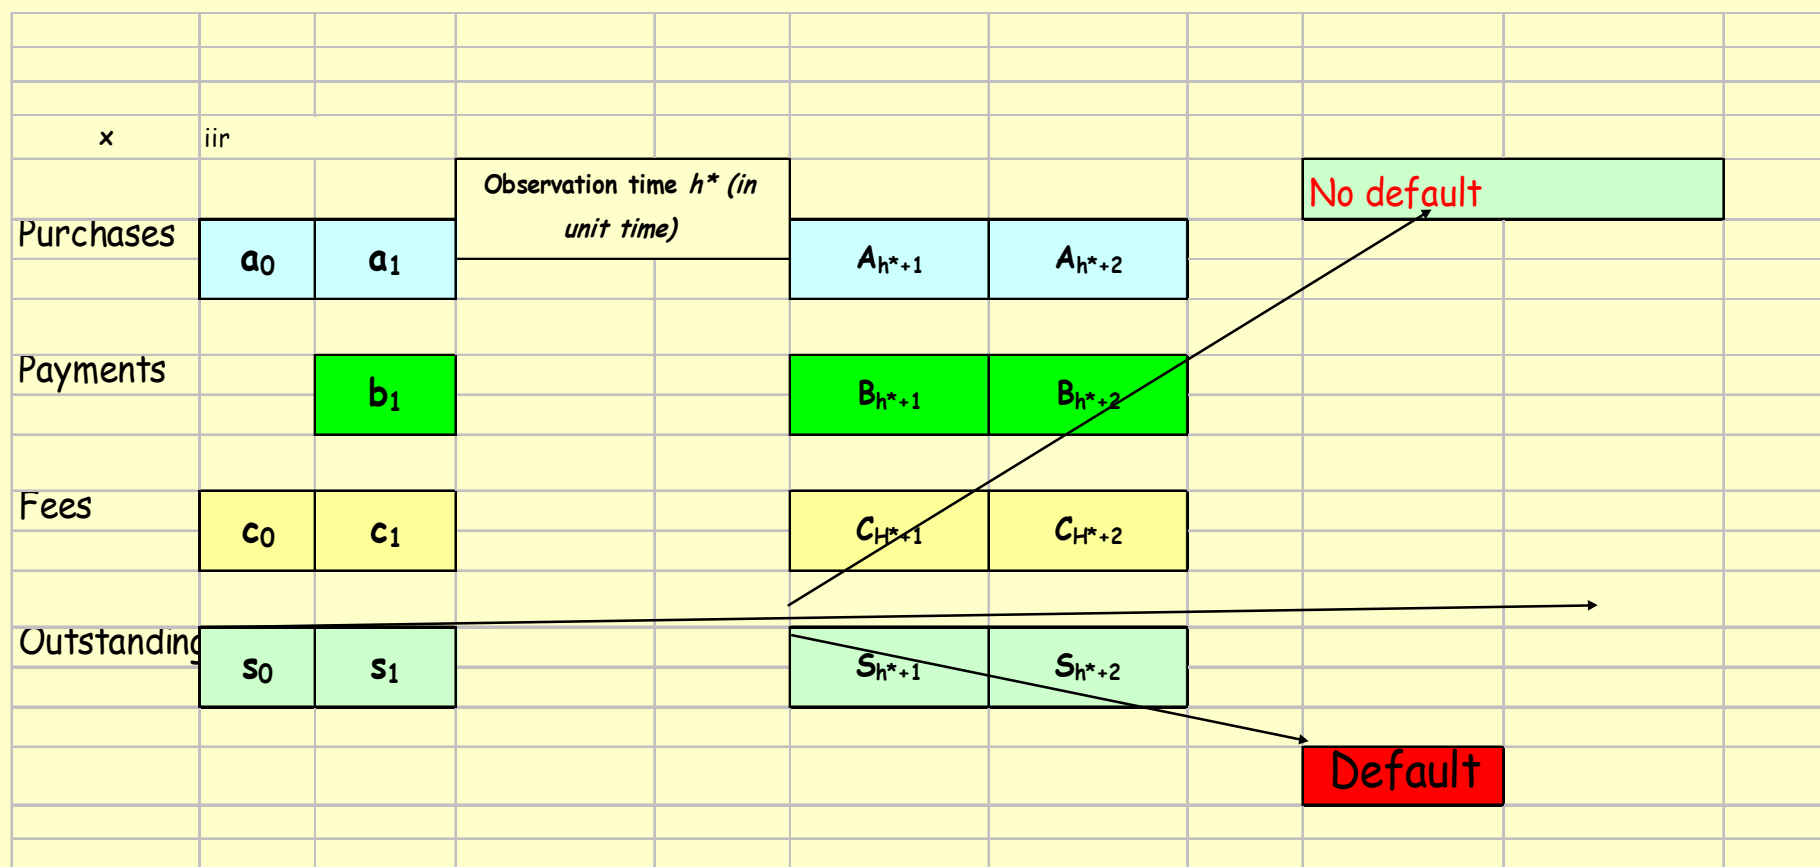 x iir
Observation time h* (in
unit time)
No default
Purchases
a0 a1 Ah*+1 Ah*+2
Payments
b1 Bh*+1 Bh*+2
Fees
c0 c1 CH*+1 CH*+2
Outstanding
s0 s1 Sh*+1 Sh*+2
Default